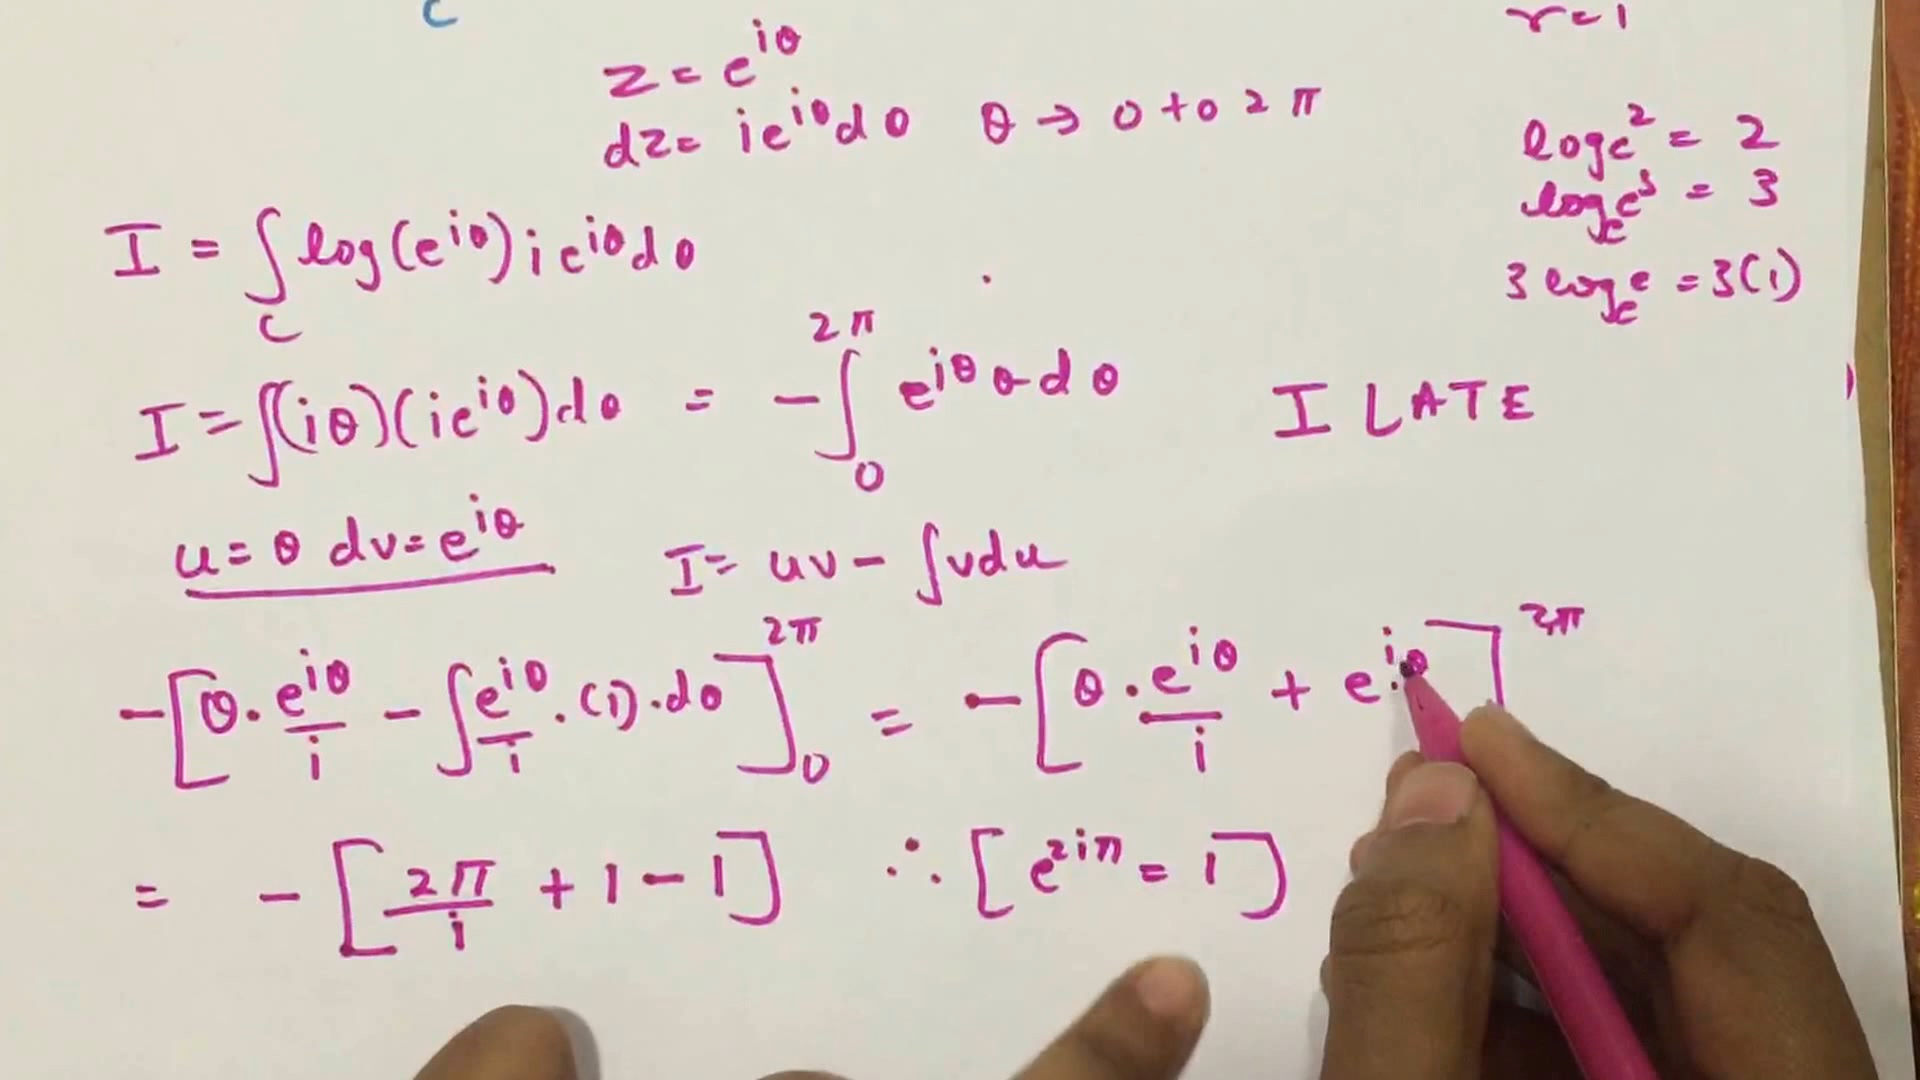 C
r=1
z = e^{iθ}
dz = ie^{iθ}dθ θ → 0 to 2π
log e^2 = 2
log_e e^3 = 3
3 log_e e = 3(1)
I = ∫_C log(e^{iθ}) i e^{iθ} dθ
I = ∫(iθ)(ie^{iθ})dθ = -∫_0^{2π} e^{iθ} θ dθ
I LATE
u = θ dv = e^{iθ} I = uv - ∫vdu
-[θ · e^{iθ}/i - ∫ e^{iθ}/i · (1) · dθ]_0^{2π} = -[θ · e^{iθ}/i + e^{iθ}]^{2π}
= -[2π/i + 1 - 1] ∴ [e^{2iπ} = 1]